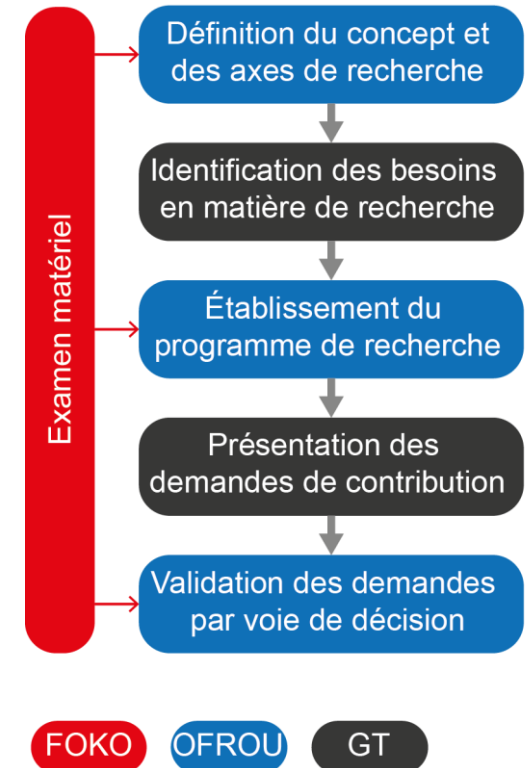 Examen matériel
Définition du concept et
des axes de recherche
Identification des besoins
en matière de recherche
Établissement du
programme de recherche
Présentation des
demandes de contribution
Validation des demandes
par voie de décision
FOKO
OFROU
GT